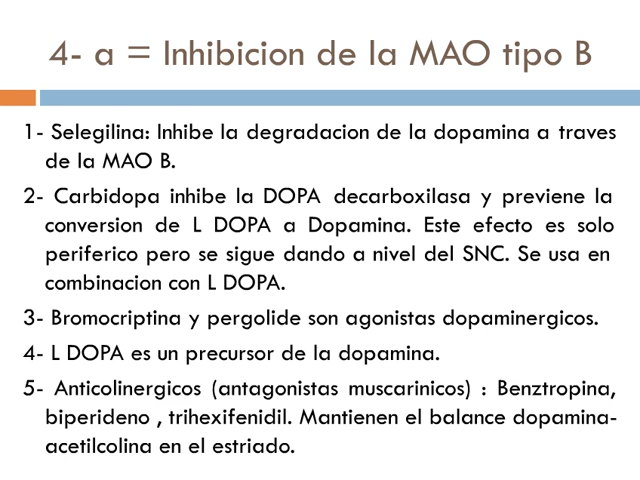 4- a = Inhibicion de la MAO tipo B
1- Selegilina: Inhibe la degradacion de la dopamina a traves
de la MAO B.
2- Carbidopa inhibe la DOPA decarboxilasa y previene la
conversion de L DOPA a Dopamina. Este efecto es solo
periferico pero se sigue dando a nivel del SNC. Se usa en
combinacion con L DOPA.
3- Bromocriptina y pergolide son agonistas dopaminergicos.
4- L DOPA es un precursor de la dopamina.
5- Anticolinergicos (antagonistas muscarinicos) : Benztropina,
biperideno , trihexifenidil. Mantienen el balance dopamina-
acetilcolina en el estriado.